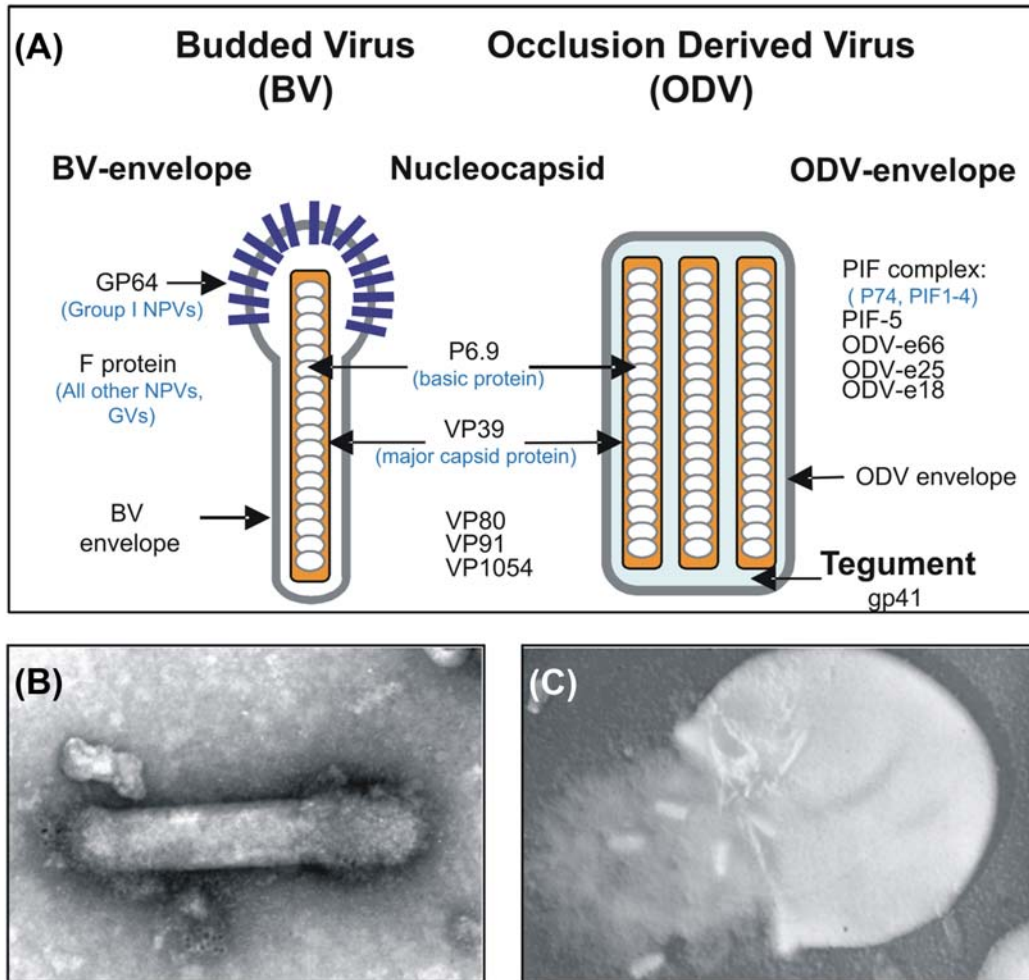 (A)
Budded Virus
(BV)
Occlusion Derived Virus
(ODV)
BV-envelope
Nucleocapsid
ODV-envelope
GP64
(Group I NPVs)
F protein
(All other NPVs,
GVs)
BV
envelope
P6.9
(basic protein)
VP39
(major capsid protein)
VP80
VP91
VP1054
PIF complex:
( P74, PIF1-4)
PIF-5
ODV-e66
ODV-e25
ODV-e18
ODV envelope
Tegument
gp41
(B)
(C)